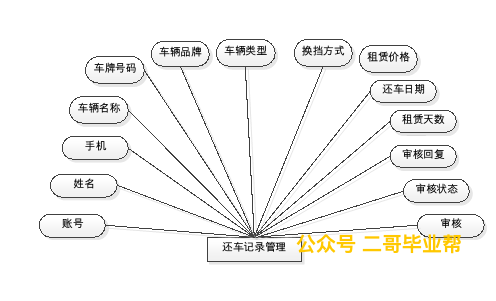 车辆品牌
车辆类型
换挡方式
租赁价格
车牌号码
还车日期
车辆名称
租赁天数
手机
审核回复
姓名
审核状态
账号
审核
还车记录管理
公众号 二哥毕业帮